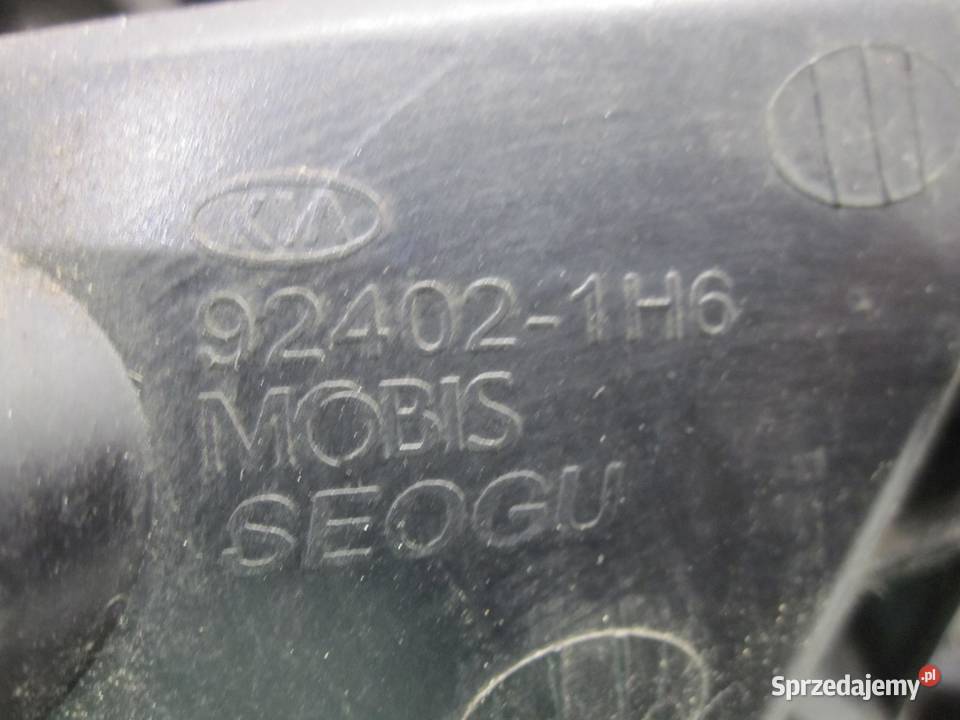 KIA
92402-1H6
MOBIS
SEOGU
Sprzedajemy.pl